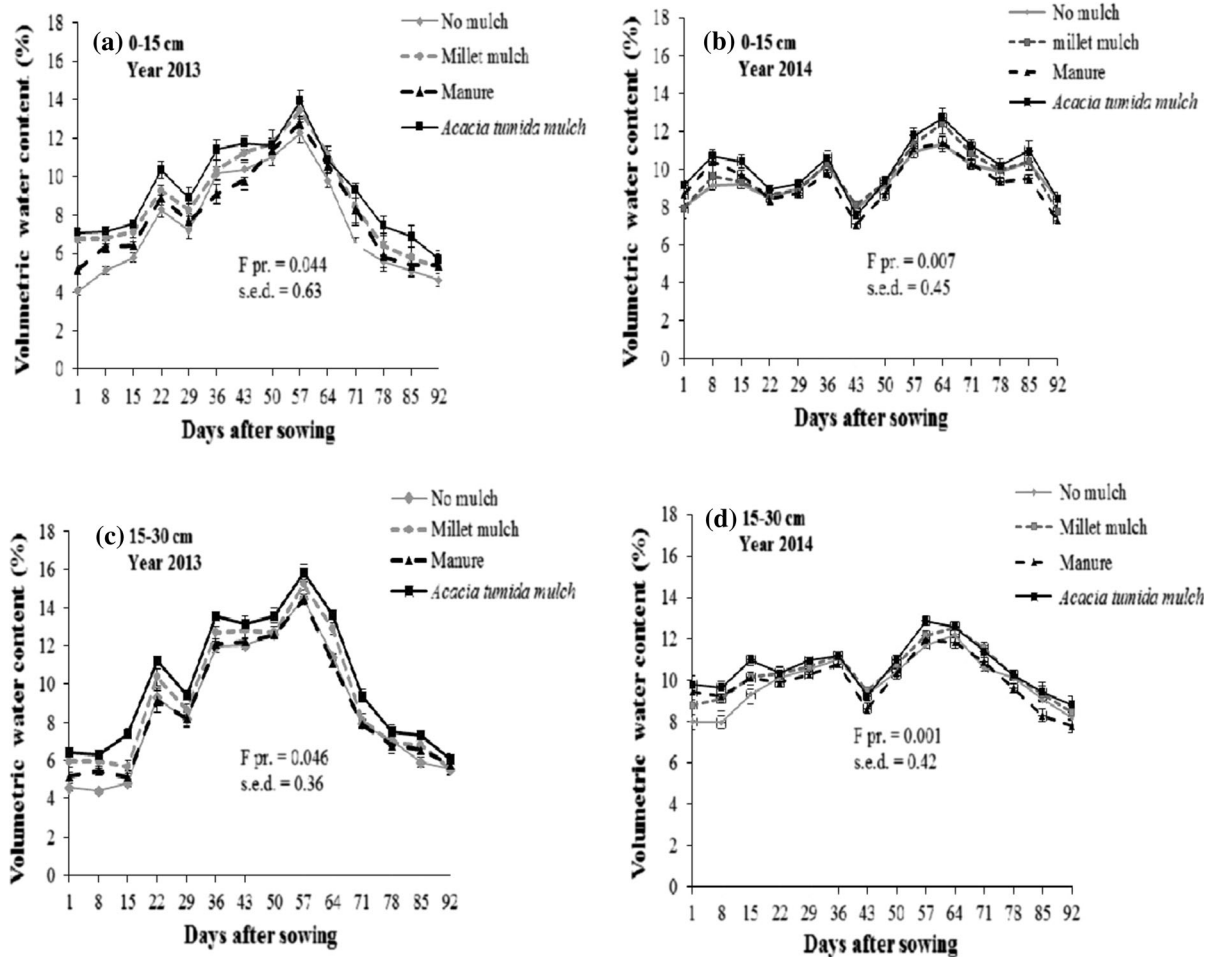 (a) 0-15 cm
Year 2013
No mulch
Millet mulch
Manure
Acacia tumida mulch
Volumetric water content (%)
18
16
14
12
10
8
6
4
2
0
F pr. = 0.044
s.e.d. = 0.63
1 8 15 22 29 36 43 50 57 64 71 78 85 92
Days after sowing
(b) 0-15 cm
Year 2014
No mulch
millet mulch
Manure
Acacia tumida mulch
Volumetric water content (%)
18
16
14
12
10
8
6
4
2
0
F pr. = 0.007
s.e.d. = 0.45
1 8 15 22 29 36 43 50 57 64 71 78 85 92
Days after sowing
(c) 15-30 cm
Year 2013
No mulch
Millet mulch
Manure
Acacia tumida mulch
Volumetric water content (%)
18
16
14
12
10
8
6
4
2
0
F pr. = 0.046
s.e.d. = 0.36
1 8 15 22 29 36 43 50 57 64 71 78 85 92
Days after sowing
(d) 15-30 cm
Year 2014
No mulch
Millet mulch
Manure
Acacia tumida mulch
Volumetric water content (%)
18
16
14
12
10
8
6
4
2
0
F pr. = 0.001
s.e.d. = 0.42
1 8 15 22 29 36 43 50 57 64 71 78 85 92
Days after sowing